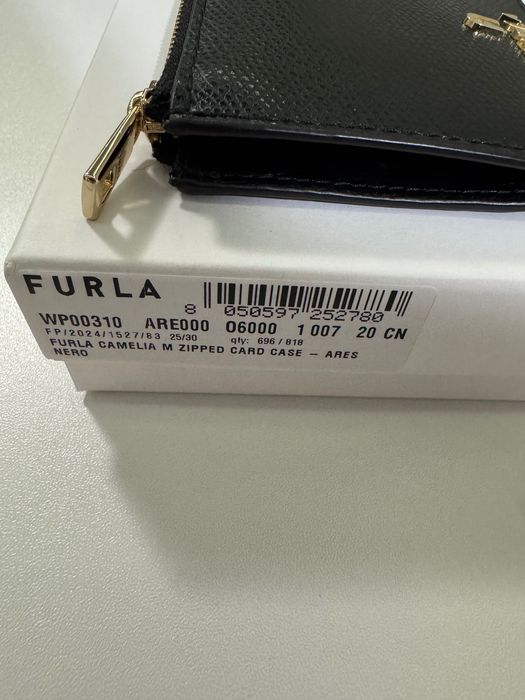 FURLA
8 050597 252780
WP00310 ARE000 O6000 1 007 20 CN
FP/2024/1527/83 25/30 qty: 696 / 818
FURLA CAMELIA M ZIPPED CARD CASE – ARES
NERO